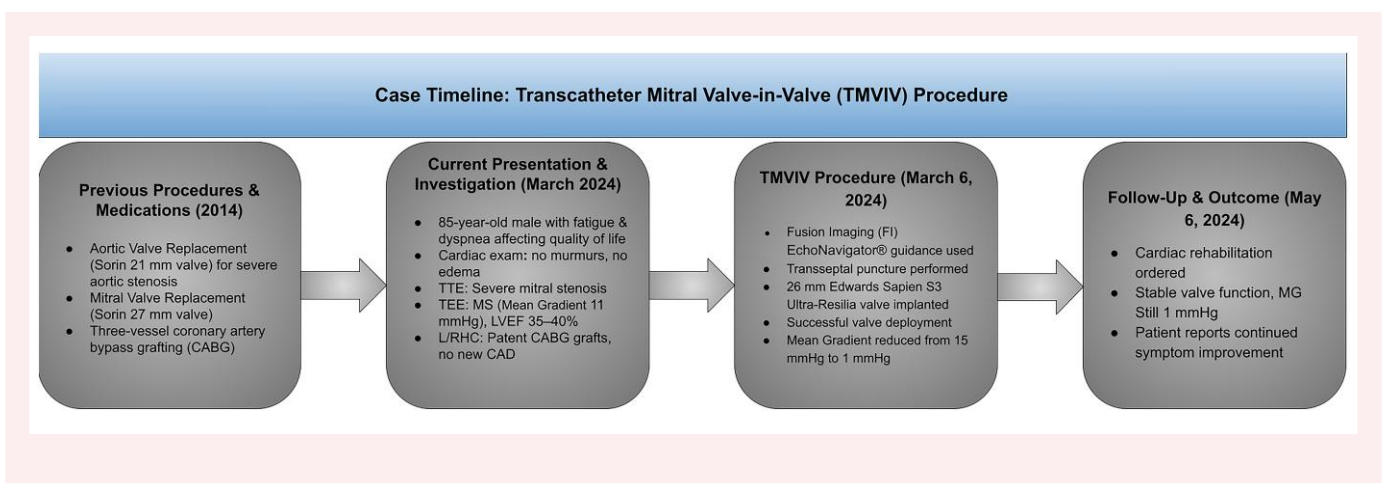 Case Timeline: Transcatheter Mitral Valve-in-Valve (TMVIV) Procedure
Previous Procedures &
Medications (2014)
● Aortic Valve Replacement
(Sorin 21 mm valve) for severe
aortic stenosis
● Mitral Valve Replacement
(Sorin 27 mm valve)
● Three-vessel coronary artery
bypass grafting (CABG)
Current Presentation &
Investigation (March 2024)
● 85-year-old male with fatigue &
dyspnea affecting quality of life
● Cardiac exam: no murmurs, no
edema
● TTE: Severe mitral stenosis
● TEE: MS (Mean Gradient 11
mmHg), LVEF 35–40%
● L/RHC: Patent CABG grafts,
no new CAD
TMVIV Procedure (March 6,
2024)
● Fusion Imaging (FI)
EchoNavigator® guidance used
● Transseptal puncture performed
● 26 mm Edwards Sapien S3
Ultra-Resilia valve implanted
● Successful valve deployment
● Mean Gradient reduced from 15
mmHg to 1 mmHg
Follow-Up & Outcome (May
6, 2024)
● Cardiac rehabilitation
ordered
● Stable valve function, MG
Still 1 mmHg
● Patient reports continued
symptom improvement